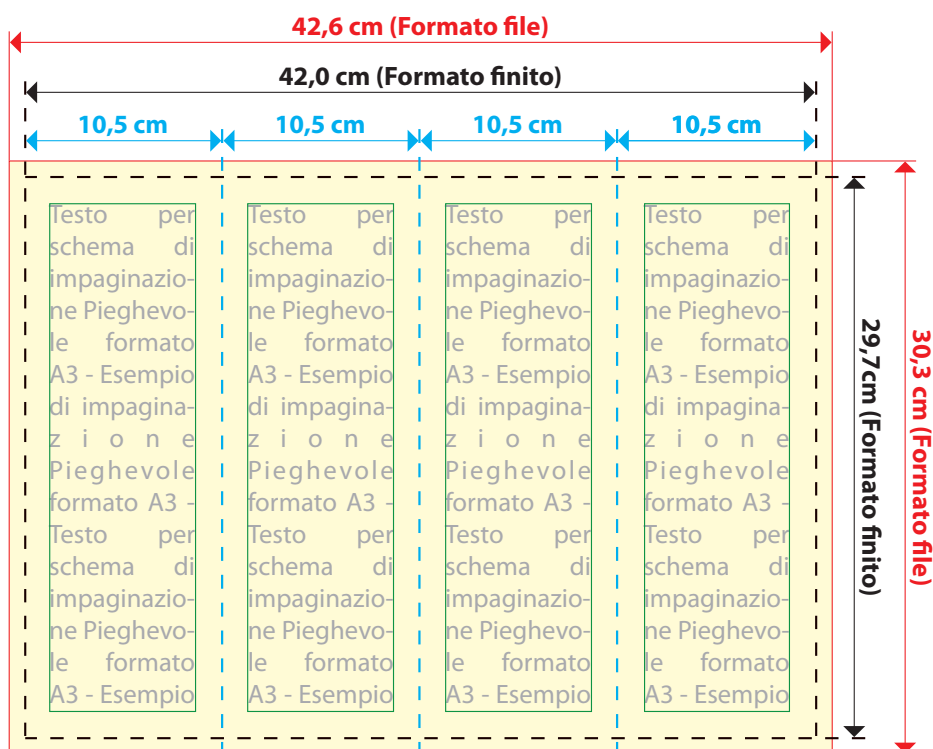 42,6 cm (Formato file)
42,0 cm (Formato finito)
10,5 cm 10,5 cm 10,5 cm 10,5 cm
Testo per
schema di
impaginazio-
ne Pieghevo-
le formato
A3 - Esempio
di impagina-
zione
Pieghevole
formato A3 -
Testo per
schema di
impaginazio-
ne Pieghevo-
le formato
A3 - Esempio
Testo per
schema di
impaginazio-
ne Pieghevo-
le formato
A3 - Esempio
di impagina-
zione
Pieghevole
formato A3 -
Testo per
schema di
impaginazio-
ne Pieghevo-
le formato
A3 - Esempio
Testo per
schema di
impaginazio-
ne Pieghevo-
le formato
A3 - Esempio
di impagina-
zione
Pieghevole
formato A3 -
Testo per
schema di
impaginazio-
ne Pieghevo-
le formato
A3 - Esempio
Testo per
schema di
impaginazio-
ne Pieghevo-
le formato
A3 - Esempio
di impagina-
zione
Pieghevole
formato A3 -
Testo per
schema di
impaginazio-
ne Pieghevo-
le formato
A3 - Esempio
29,7cm (Formato finito)
30,3 cm (Formato file)